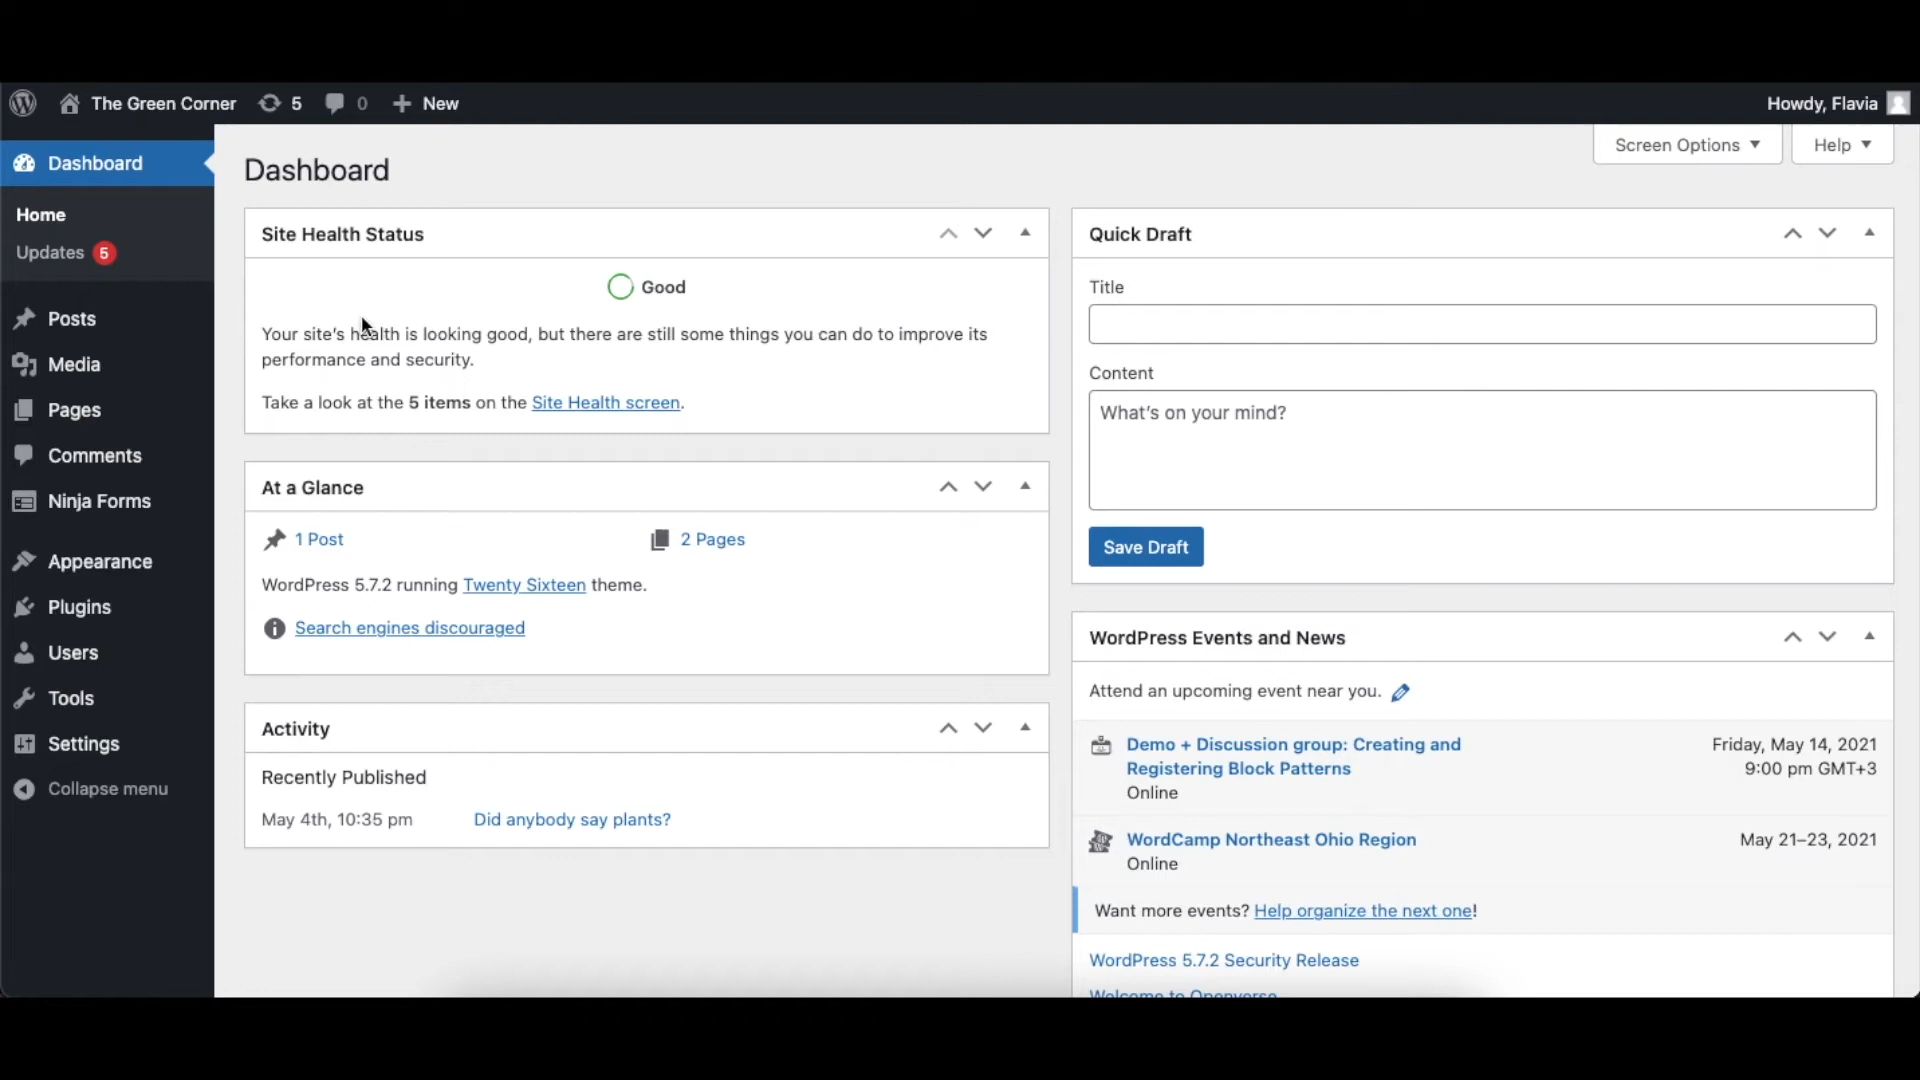 The Green Corner 5 0 New Howdy, Flavia
Dashboard
Home
Updates 5
Posts
Media
Pages
Comments
Ninja Forms
Appearance
Plugins
Users
Tools
Settings
Collapse menu
Screen Options Help
Dashboard
Site Health Status
Good
Your site's health is looking good, but there are still some things you can do to improve its
performance and security.
Take a look at the 5 items on the Site Health screen.
At a Glance
1 Post 2 Pages
WordPress 5.7.2 running Twenty Sixteen theme.
Search engines discouraged
Activity
Recently Published
May 4th, 10:35 pm Did anybody say plants?
Quick Draft
Title
Content
What's on your mind?
Save Draft
WordPress Events and News
Attend an upcoming event near you.
Demo + Discussion group: Creating and Friday, May 14, 2021
Registering Block Patterns 9:00 pm GMT+3
Online
WordCamp Northeast Ohio Region May 21–23, 2021
Online
Want more events? Help organize the next one!
WordPress 5.7.2 Security Release
Welcome to Openverse